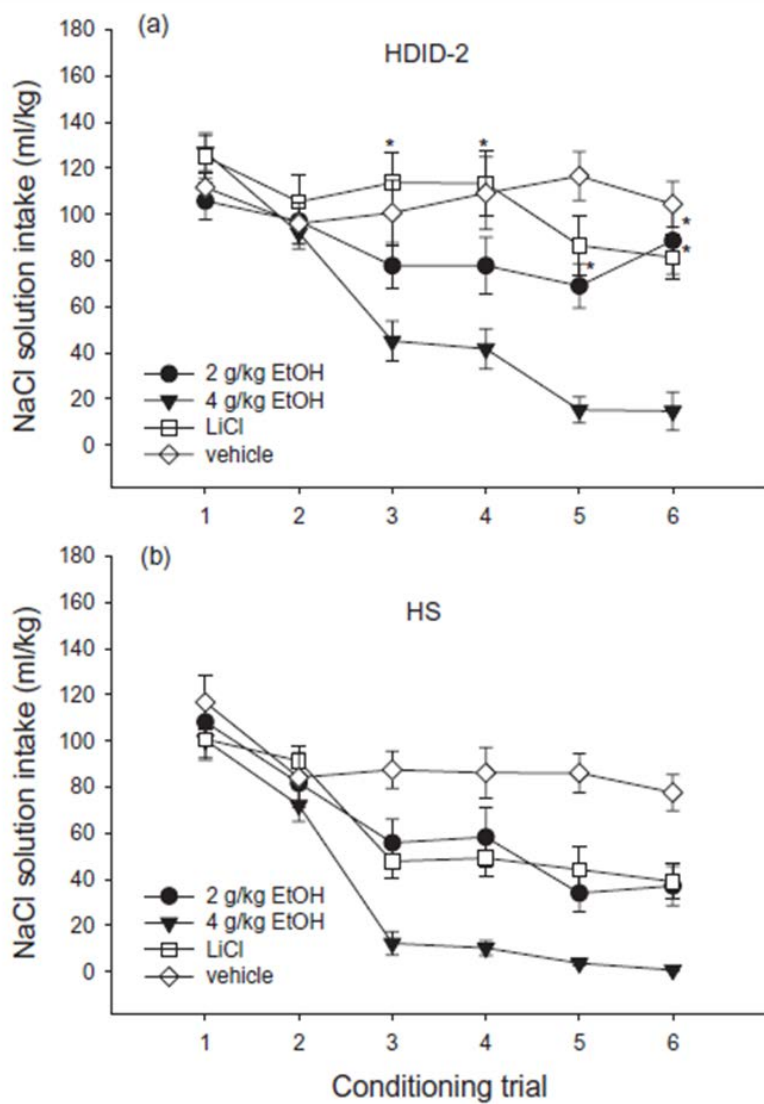 (a)
HDID-2
NaCl solution intake (ml/kg)
180
160
140
120
100
80
60
40
20
0
* *
*
*
*
2 g/kg EtOH
4 g/kg EtOH
LiCl
vehicle
1 2 3 4 5 6
(b)
HS
NaCl solution intake (ml/kg)
180
160
140
120
100
80
60
40
20
0
2 g/kg EtOH
4 g/kg EtOH
LiCl
vehicle
1 2 3 4 5 6
Conditioning trial